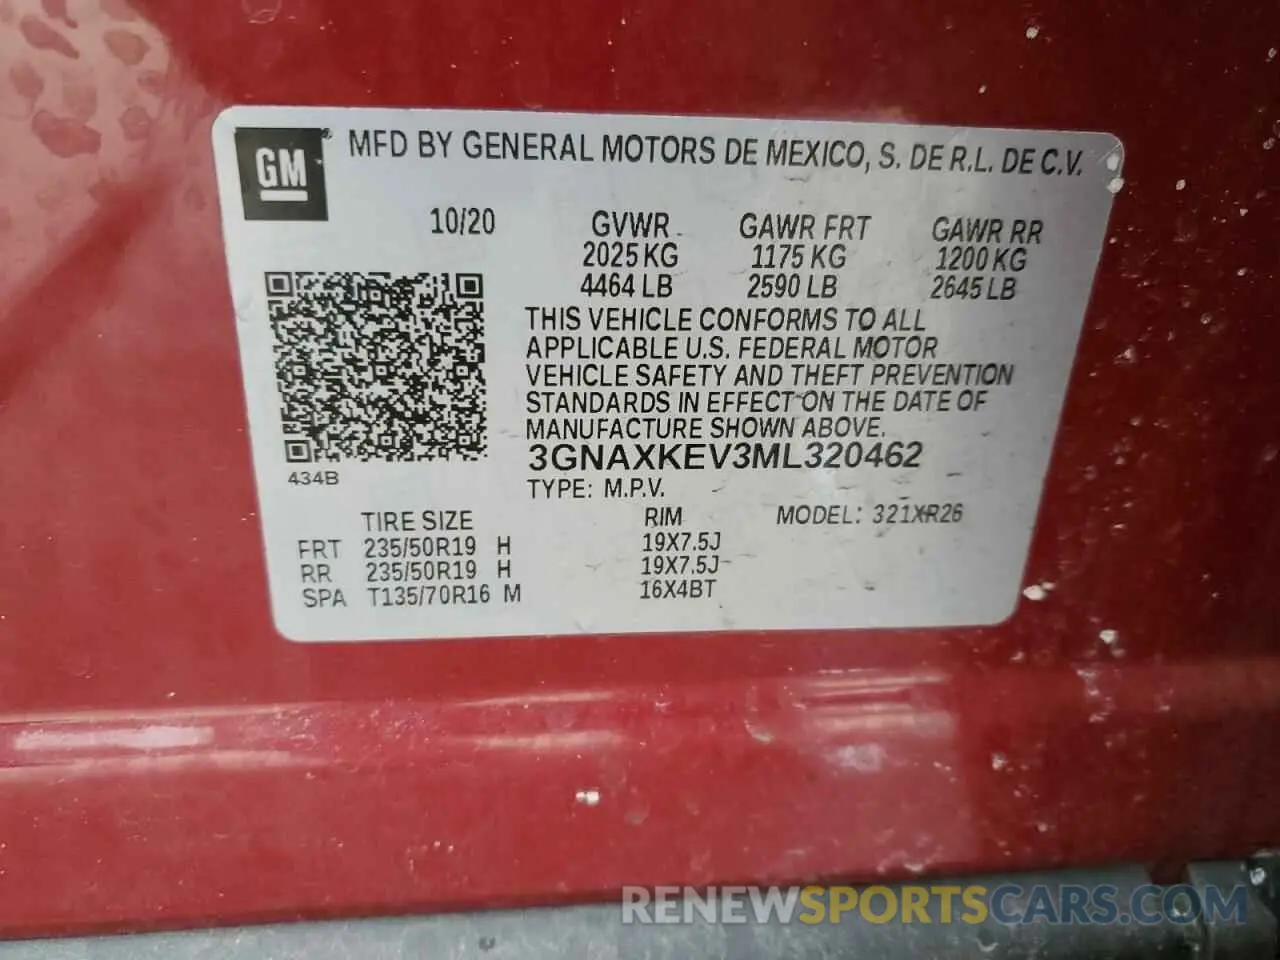 GM ® MFD BY GENERAL MOTORS DE MEXICO, S. DE R.L. DE C.V.
10/20 GVWR GAWR FRT GAWR RR
2025 KG 1175 KG 1200 KG
4464 LB 2590 LB 2645 LB
THIS VEHICLE CONFORMS TO ALL
APPLICABLE U.S. FEDERAL MOTOR
VEHICLE SAFETY AND THEFT PREVENTION
STANDARDS IN EFFECT ON THE DATE OF
MANUFACTURE SHOWN ABOVE.
3GNAXKEV3ML320462
434B
TYPE: M.P.V.
TIRE SIZE RIM MODEL: 321XR26
FRT 235/50R19 H 19X7.5J
RR 235/50R19 H 19X7.5J
SPA T135/70R16 M 16X4BT
RENEWSPORTSCARS.COM